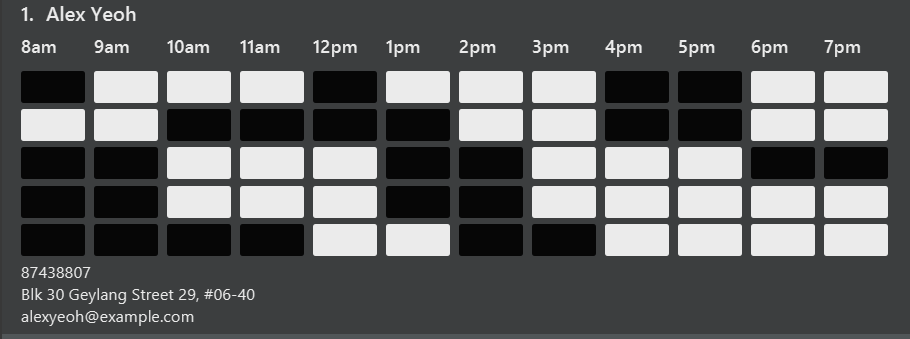 1. Alex Yeoh
8am 9am 10am 11am 12pm 1pm 2pm 3pm 4pm 5pm 6pm 7pm
87438807
Blk 30 Geylang Street 29, #06-40
alexyeoh@example.com